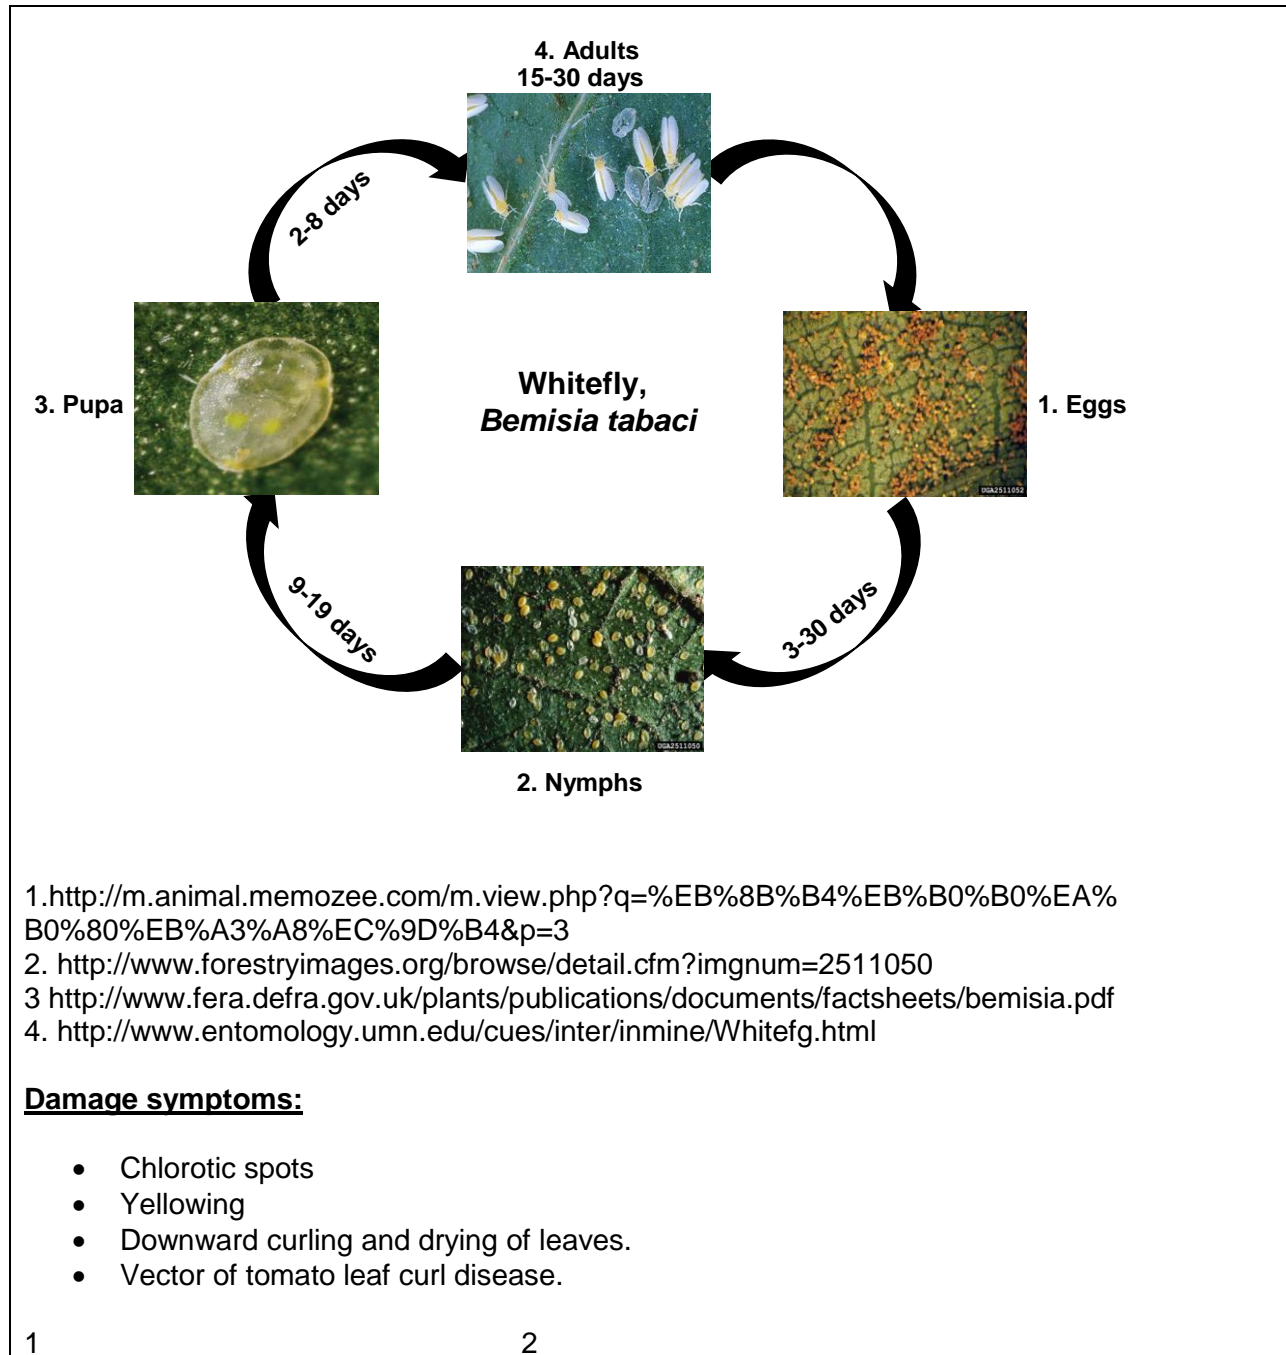 4. Adults
15-30 days
2-8 days
3. Pupa
Whitefly,
Bemisia tabaci
1. Eggs
UGA2511052
9-19 days
3-30 days
UGA2511050
2. Nymphs
1.http://m.animal.memozee.com/m.view.php?q=%EB%8B%B4%EB%B0%B0%EA%
B0%80%EB%A3%A8%EC%9D%B4&p=3
2. http://www.forestryimages.org/browse/detail.cfm?imgnum=2511050
3 http://www.fera.defra.gov.uk/plants/publications/documents/factsheets/bemisia.pdf
4. http://www.entomology.umn.edu/cues/inter/inmine/Whitefg.html
Damage symptoms:
• Chlorotic spots
• Yellowing
• Downward curling and drying of leaves.
• Vector of tomato leaf curl disease.
1 2